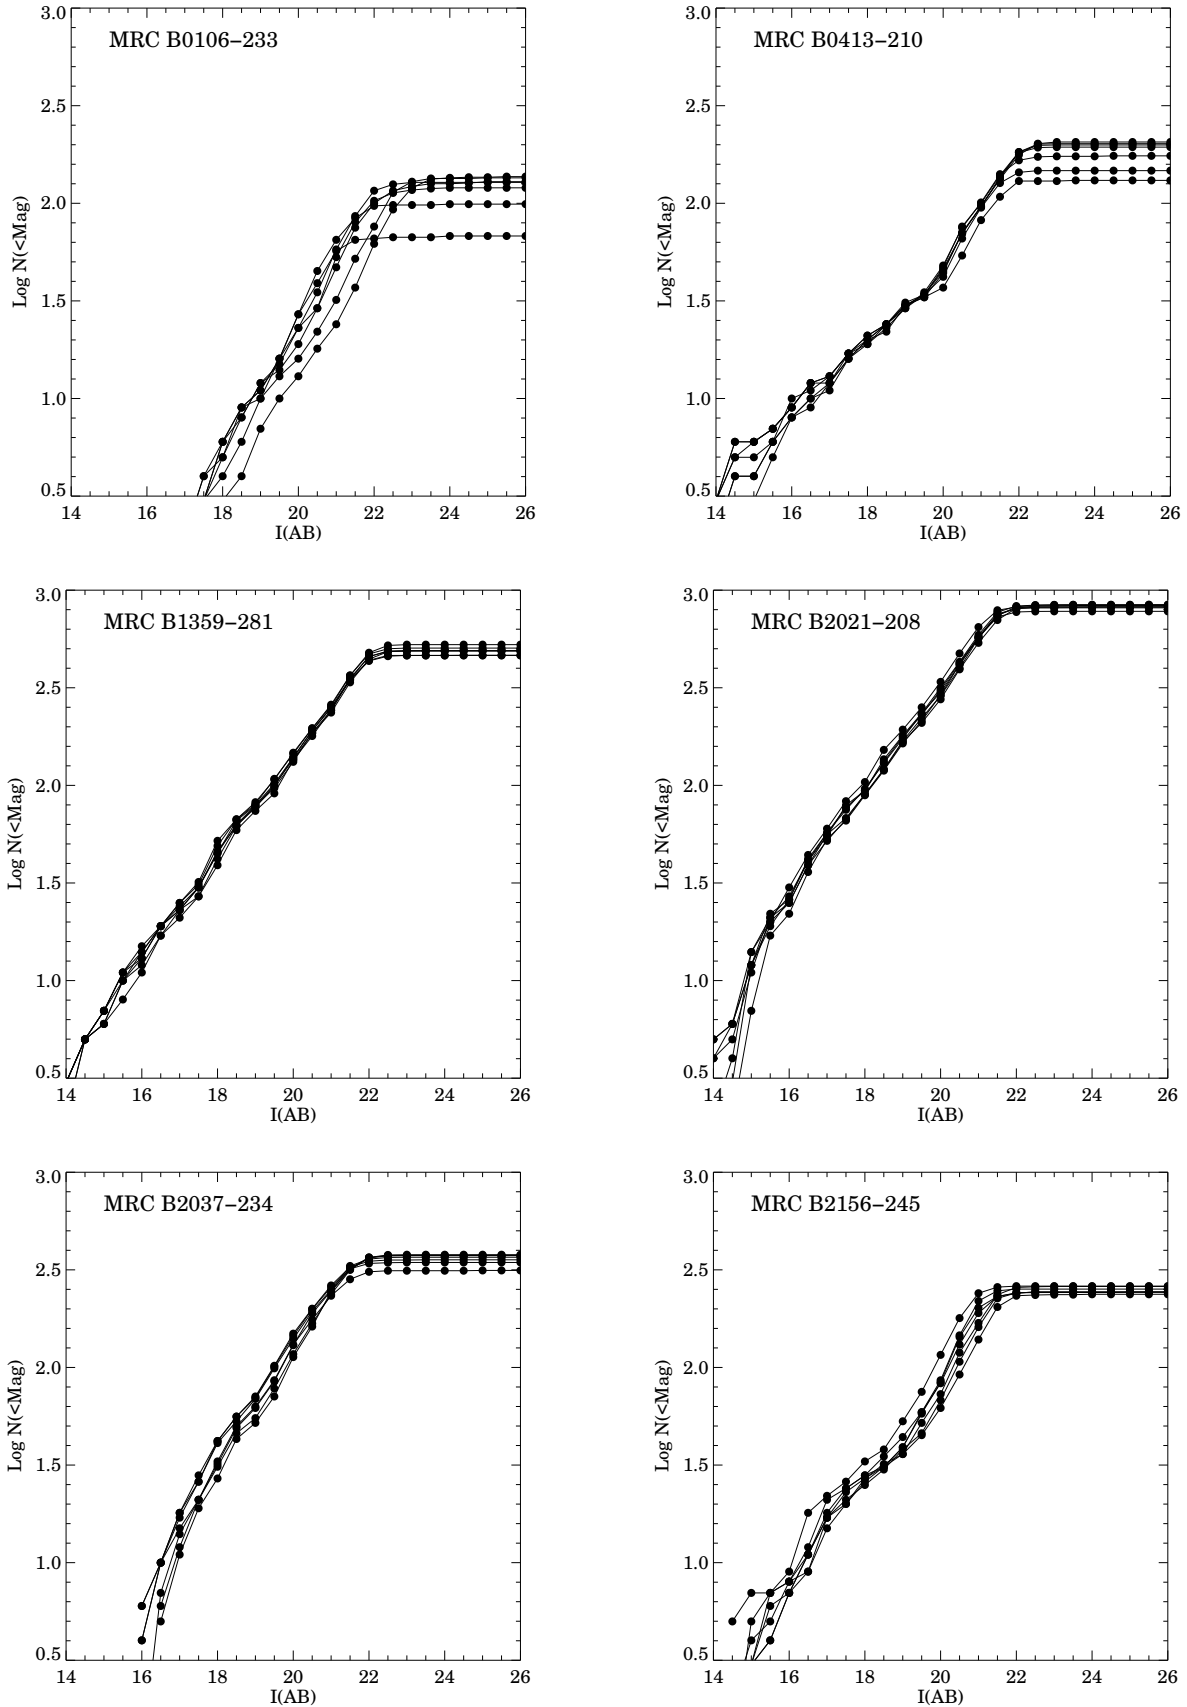 MRC B0106−233
3.0
2.5
2.0
1.5
1.0
0.5
Log N(<Mag)
14 16 18 20 22 24 26
I(AB)
MRC B0413−210
3.0
2.5
2.0
1.5
1.0
0.5
Log N(<Mag)
14 16 18 20 22 24 26
I(AB)
MRC B1359−281
3.0
2.5
2.0
1.5
1.0
0.5
Log N(<Mag)
14 16 18 20 22 24 26
I(AB)
MRC B2021−208
3.0
2.5
2.0
1.5
1.0
0.5
Log N(<Mag)
14 16 18 20 22 24 26
I(AB)
MRC B2037−234
3.0
2.5
2.0
1.5
1.0
0.5
Log N(<Mag)
14 16 18 20 22 24 26
I(AB)
MRC B2156−245
3.0
2.5
2.0
1.5
1.0
0.5
Log N(<Mag)
14 16 18 20 22 24 26
I(AB)